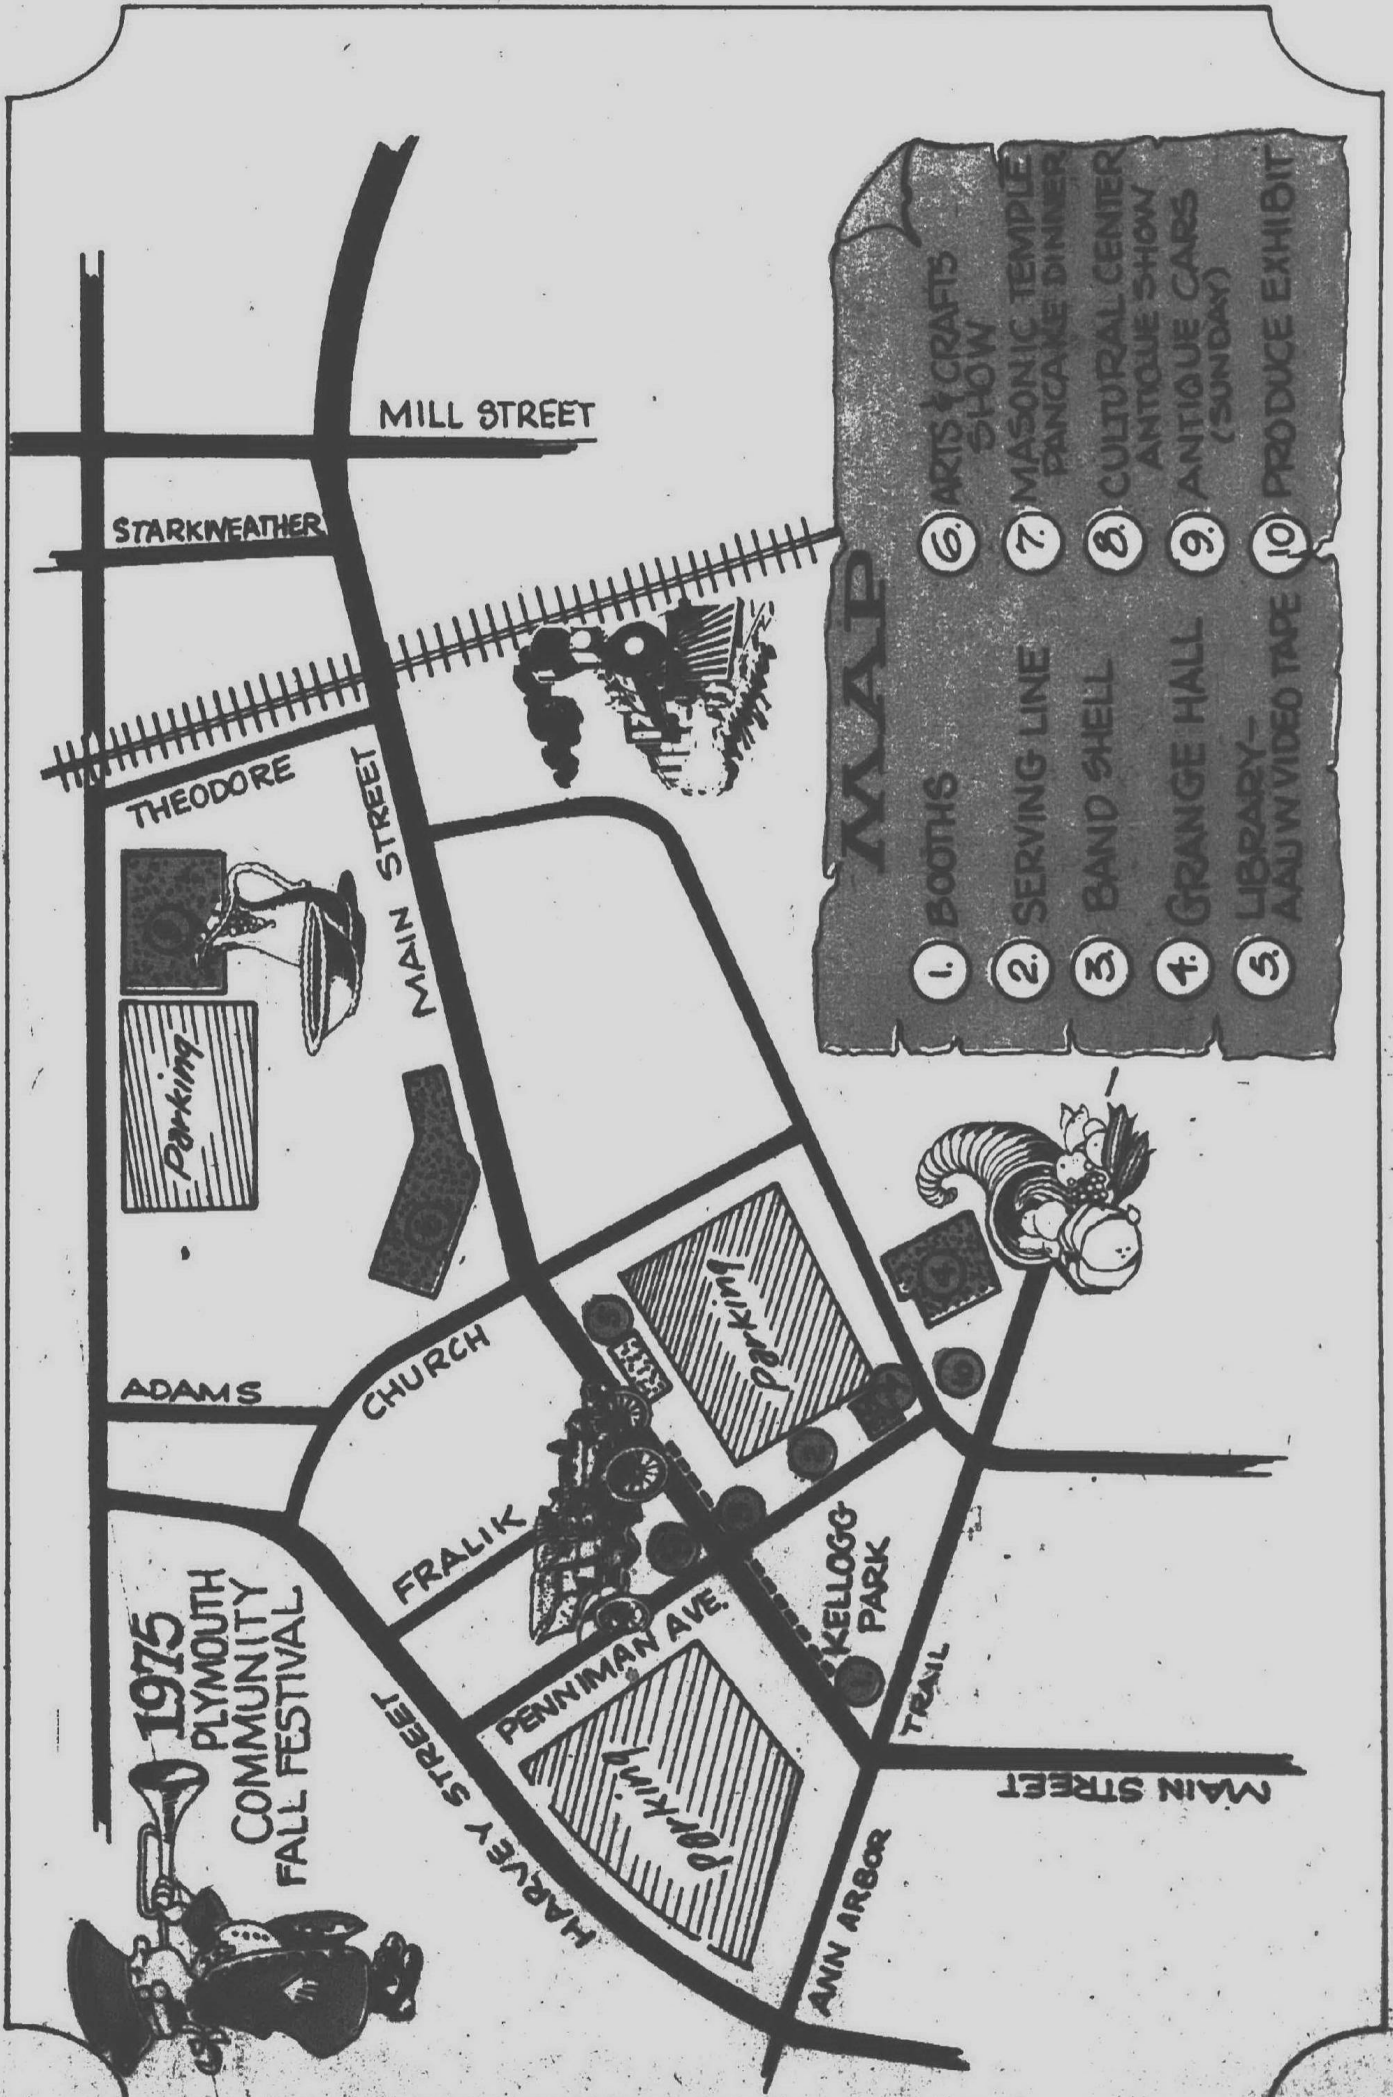 1975
PLYMOUTH
COMMUNITY
FALL FESTIVAL
MAP
1. BOOTHS
2. SERVING LINE
3. BAND SHELL
4. GRANGE HALL
5. LIBRARY-
AAUW VIDEO TAPE
6. ARTS & CRAFTS
SHOW
7. MASONIC TEMPLE
PANCAKE DINNER
8. CULTURAL CENTER
ANTIQUE SHOW
9. ANTIQUE CARS
(SUNDAY)
10 PRODUCE EXHIBIT
MILL STREET
STARKWEATHER
THEODORE
MAIN STREET
Parking
ADAMS
CHURCH
Parking
FRALIK
PENNIMAN AVE.
KELLOGG
PARK
HARVEY STREET
Parking
ANN ARBOR
TRAIL
MAIN STREET
4